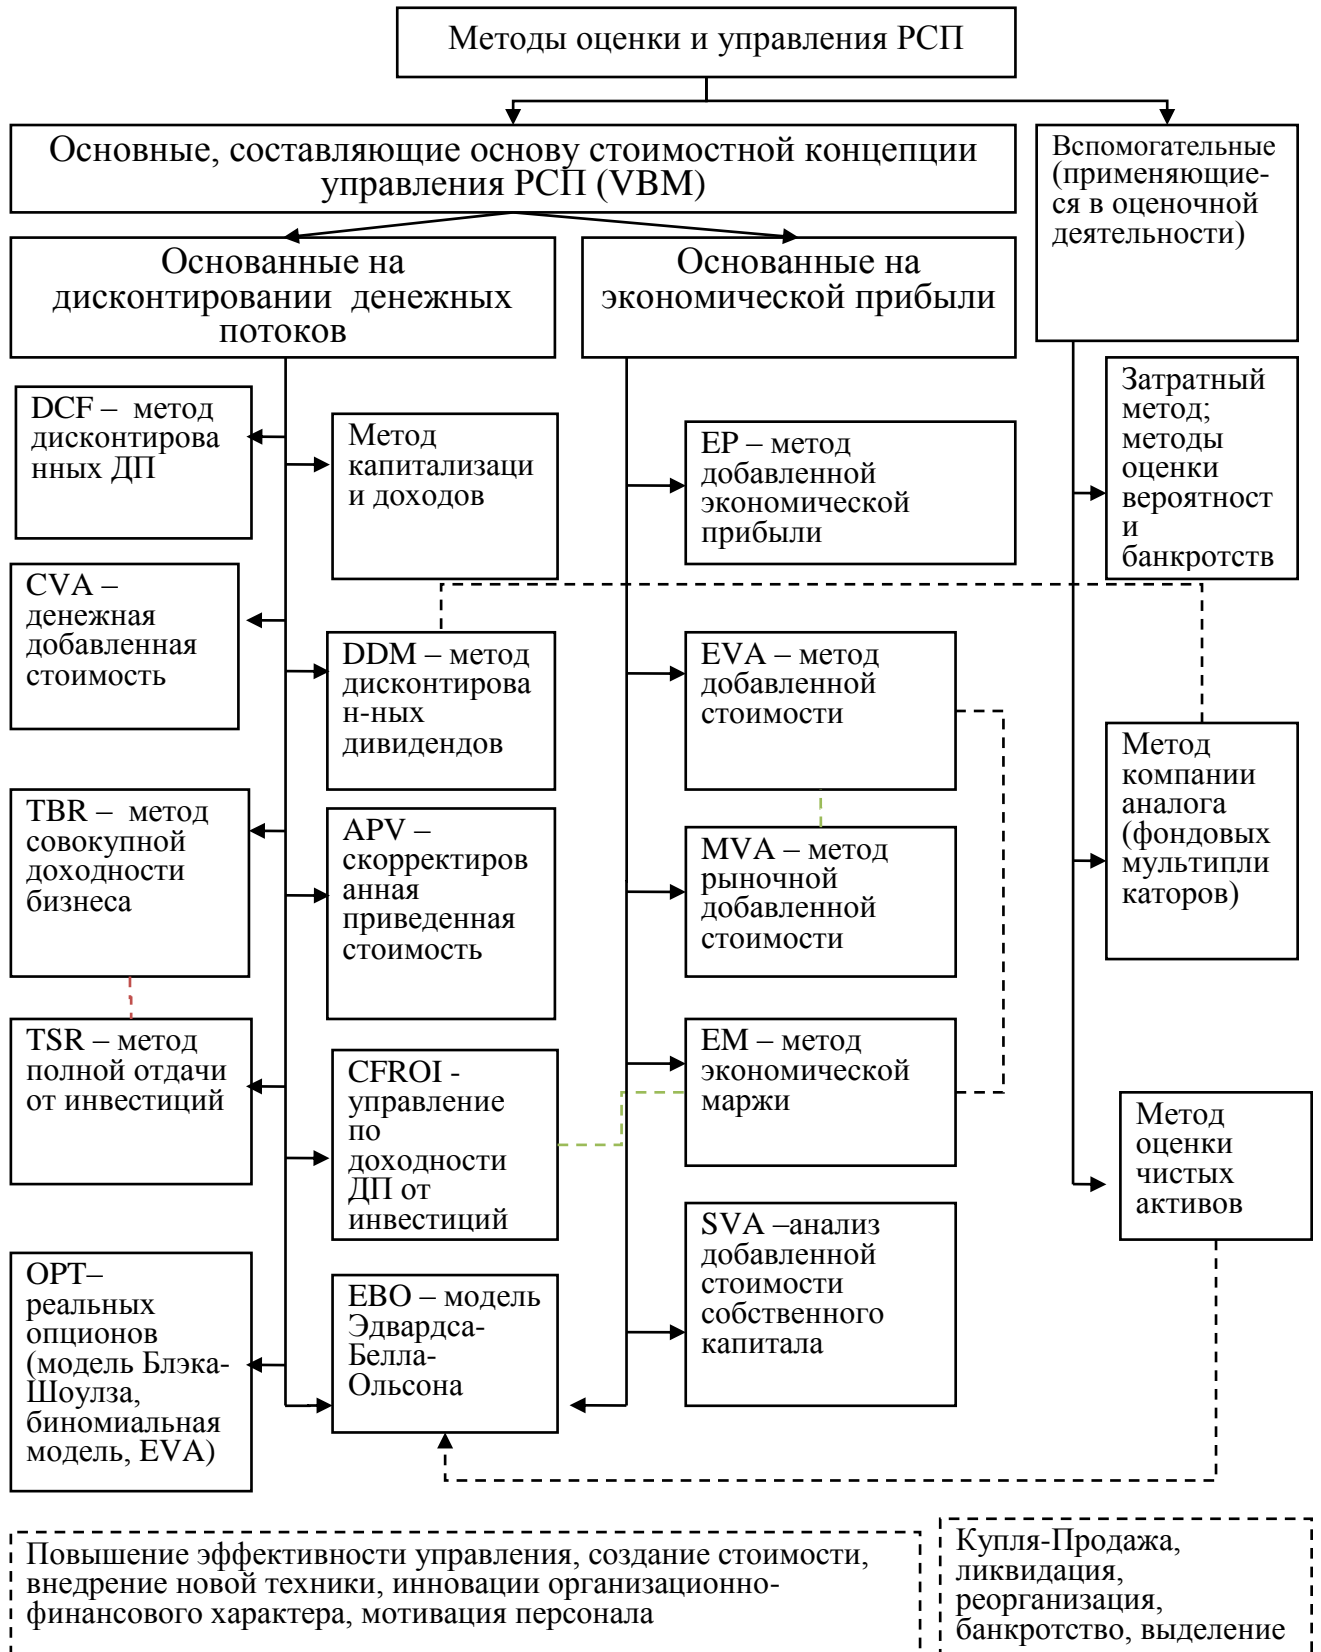 Методы оценки и управления РСП
Основные, составляющие основу стоимостной концепции
управления РСП (VBM)
Вспомогательные
(применяющие-
ся в оценочной
деятельности)
Основанные на
дисконтировании денежных
потоков
Основанные на
экономической прибыли
DCF – метод
дисконтирова
нных ДП
Метод
капитализаци
и доходов
EP – метод
добавленной
экономической
прибыли
Затратный
метод;
методы
оценки
вероятност
и
банкротств
CVA –
денежная
добавленная
стоимость
DDM – метод
дисконтирова
н-ных
дивидендов
EVA – метод
добавленной
стоимости
Метод
компании
аналога
(фондовых
мультипли
каторов)
TBR – метод
совокупной
доходности
бизнеса
APV –
скорректиров
анная
приведенная
стоимость
MVA – метод
рыночной
добавленной
стоимости
TSR – метод
полной отдачи
от инвестиций
CFROI -
управление
по
доходности
ДП от
инвестиций
EM – метод
экономической
маржи
Метод
оценки
чистых
активов
OPT–
реальных
опционов
(модель Блэка-
Шоулза,
биномиальная
модель, EVA)
EBO – модель
Эдвардса-
Белла-
Ольсона
SVA –анализ
добавленной
стоимости
собственного
капитала
Повышение эффективности управления, создание стоимости,
внедрение новой техники, инновации организационно-
финансового характера, мотивация персонала
Купля-Продажа,
ликвидация,
реорганизация,
банкротство, выделение